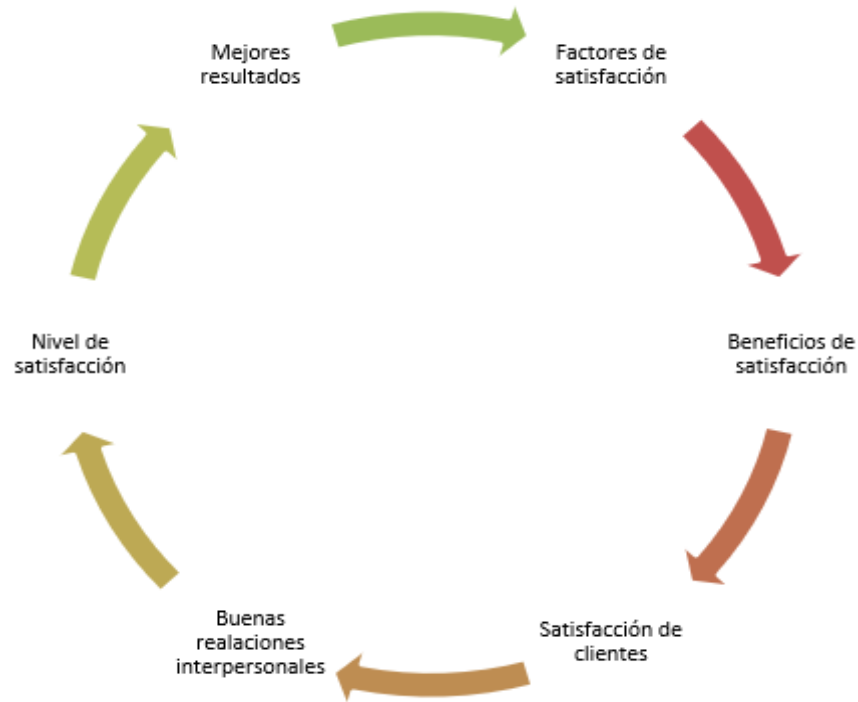 Mejores
resultados
Factores de
satisfacción
Beneficios de
satisfacción
Satisfacción de
clientes
Buenas
realaciones
interpersonales
Nivel de
satisfacción